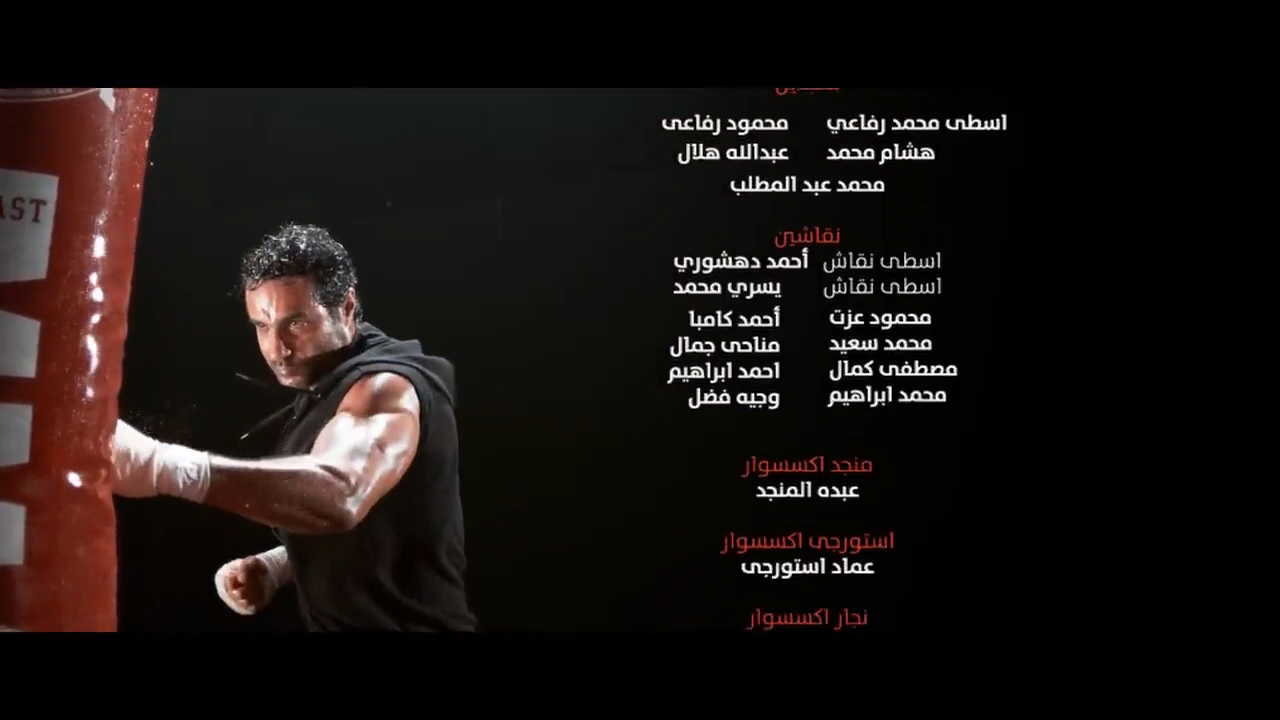 AST
اسطى محمد رفاعي محمود رفاعى
هشام محمد عبدالله هلال
محمد عبد المطلب
نقاشين
اسطى نقاش أحمد دهشوري
اسطى نقاش يسري محمد
محمود عزت أحمد كامبا
محمد سعيد مناحى جمال
مصطفى كمال احمد ابراهيم
محمد ابراهيم وجيه فضل
منجد اكسسوار
عبده المنجد
استورجى اكسسوار
عماد استورجى
نجار اكسسوار